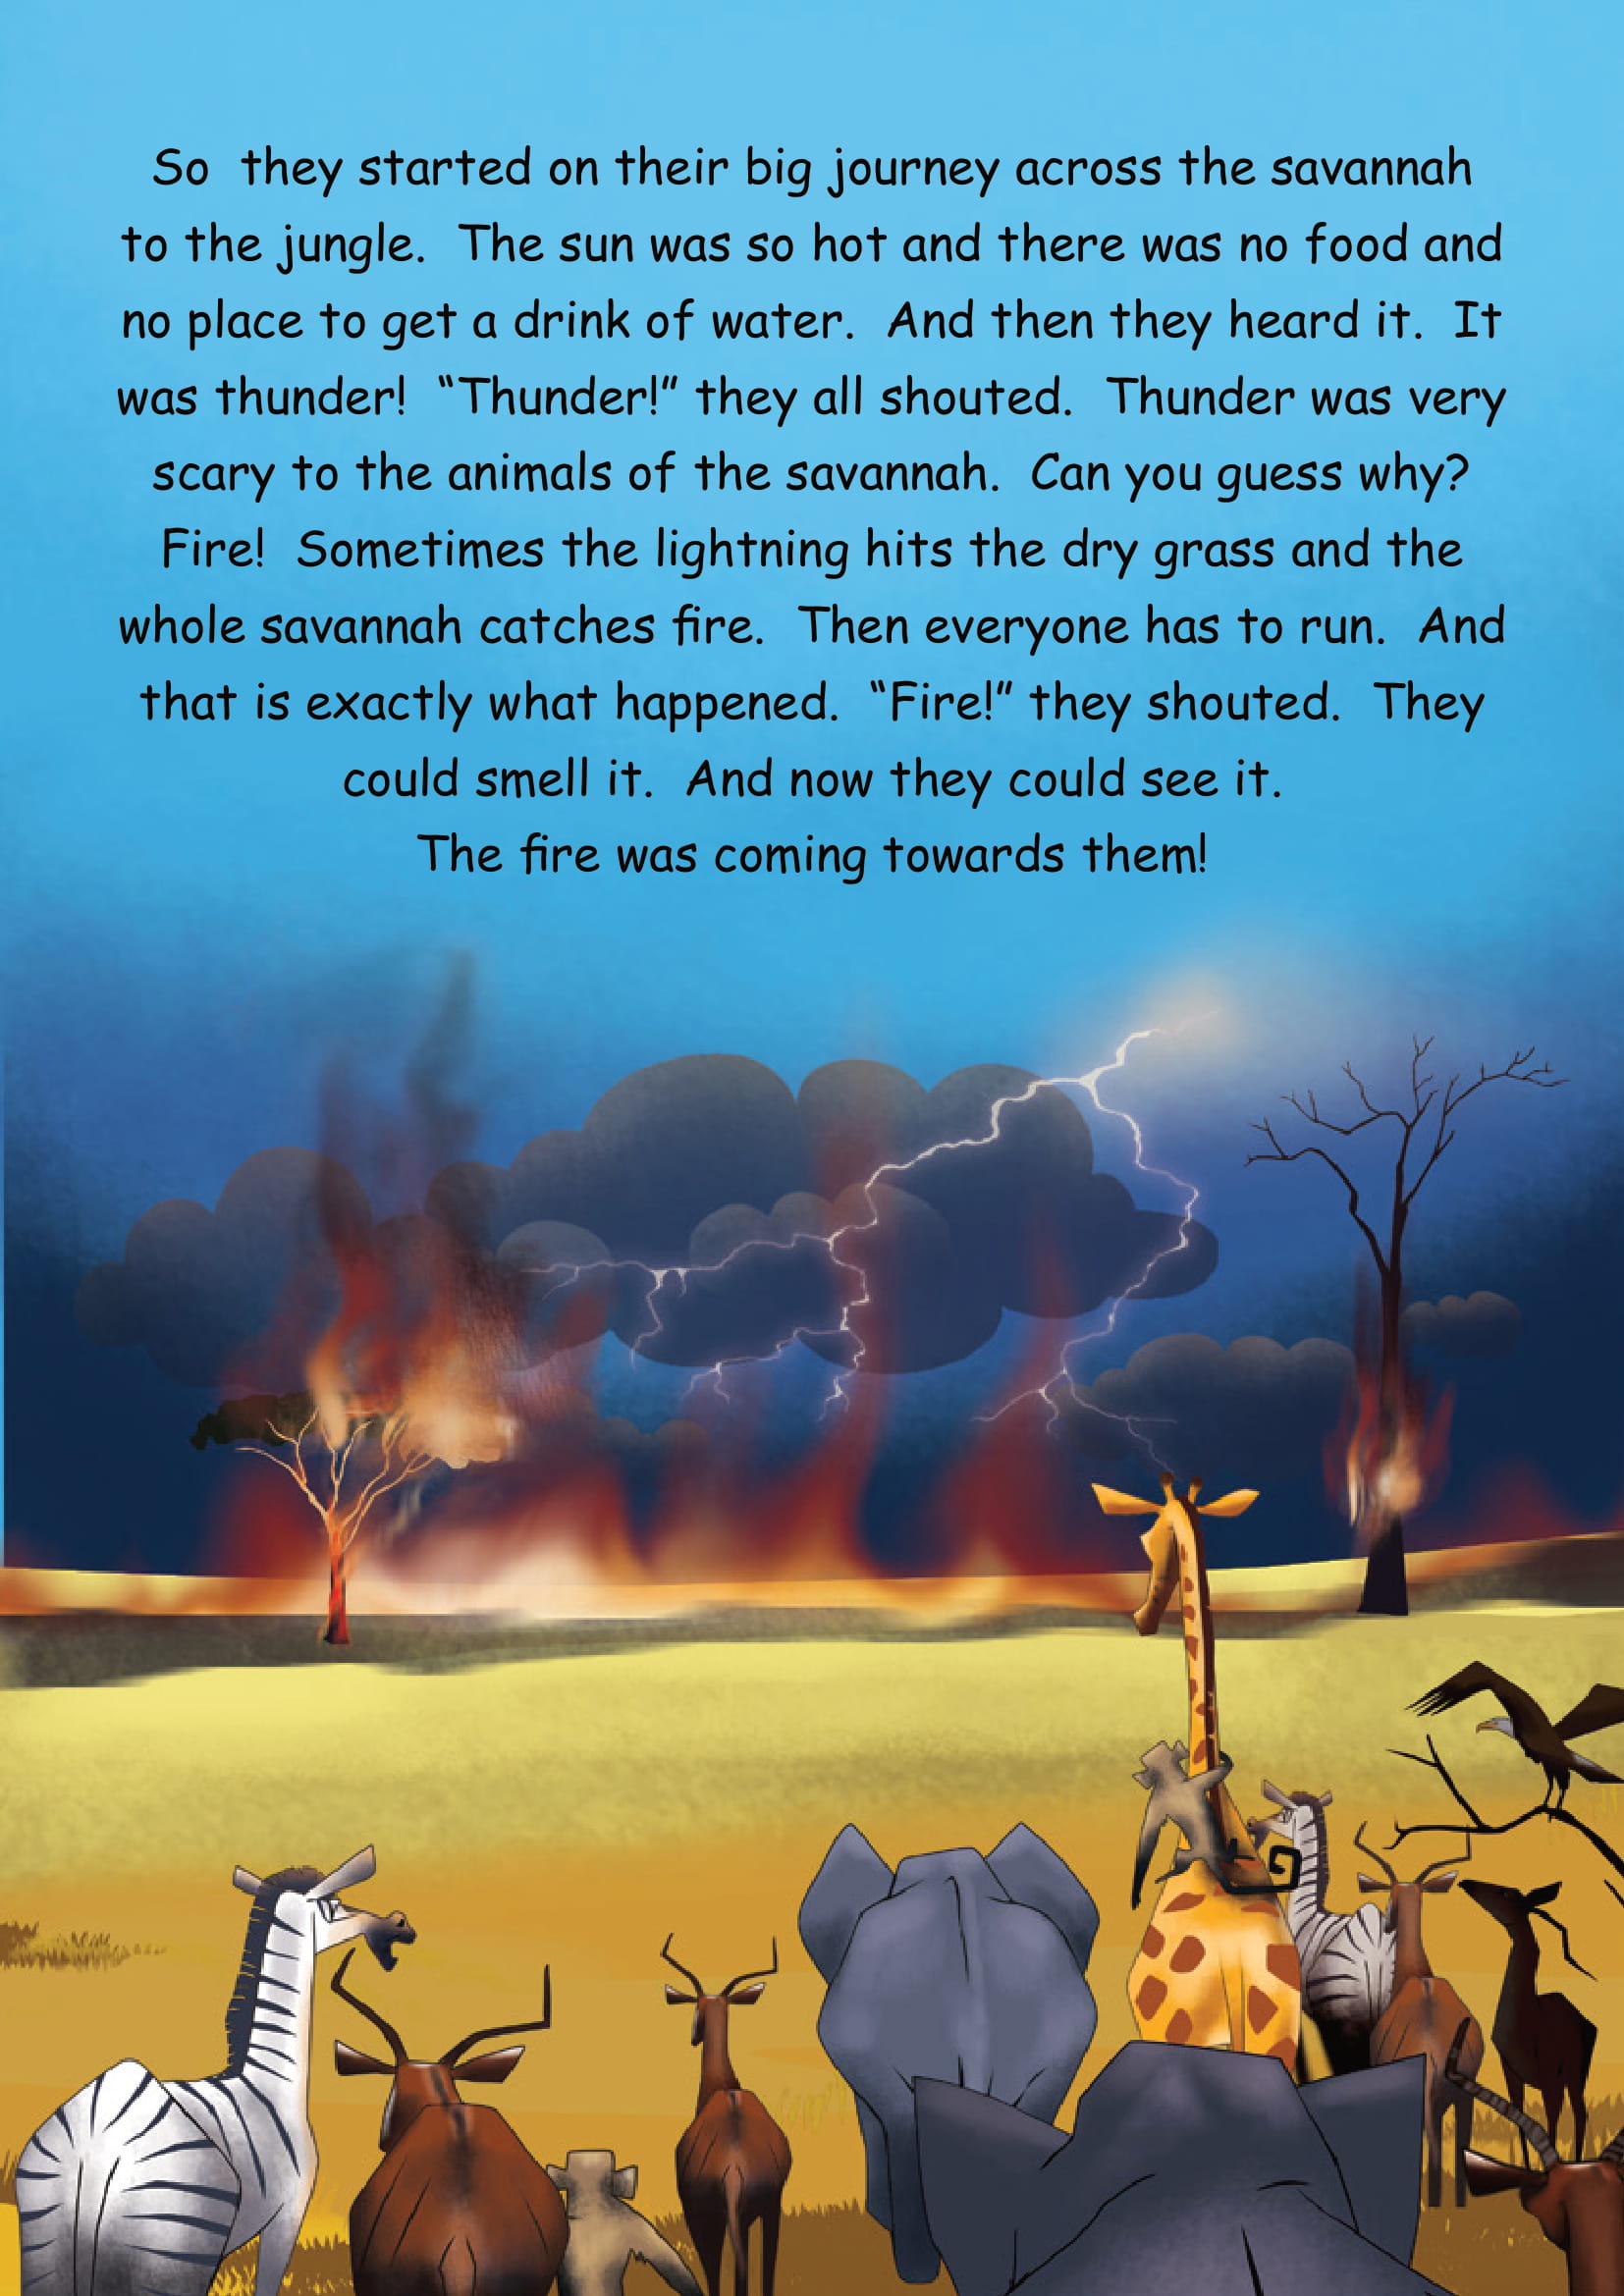 So  they started on their big journey across the savannah
to the jungle.  The sun was so hot and there was no food and
no place to get a drink of water.  And then they heard it.  It
was thunder!  “Thunder!” they all shouted.  Thunder was very
scary to the animals of the savannah.  Can you guess why?
Fire!  Sometimes the lightning hits the dry grass and the
whole savannah catches fire.  Then everyone has to run.  And
that is exactly what happened.  “Fire!” they shouted.  They
could smell it.  And now they could see it.
The fire was coming towards them!